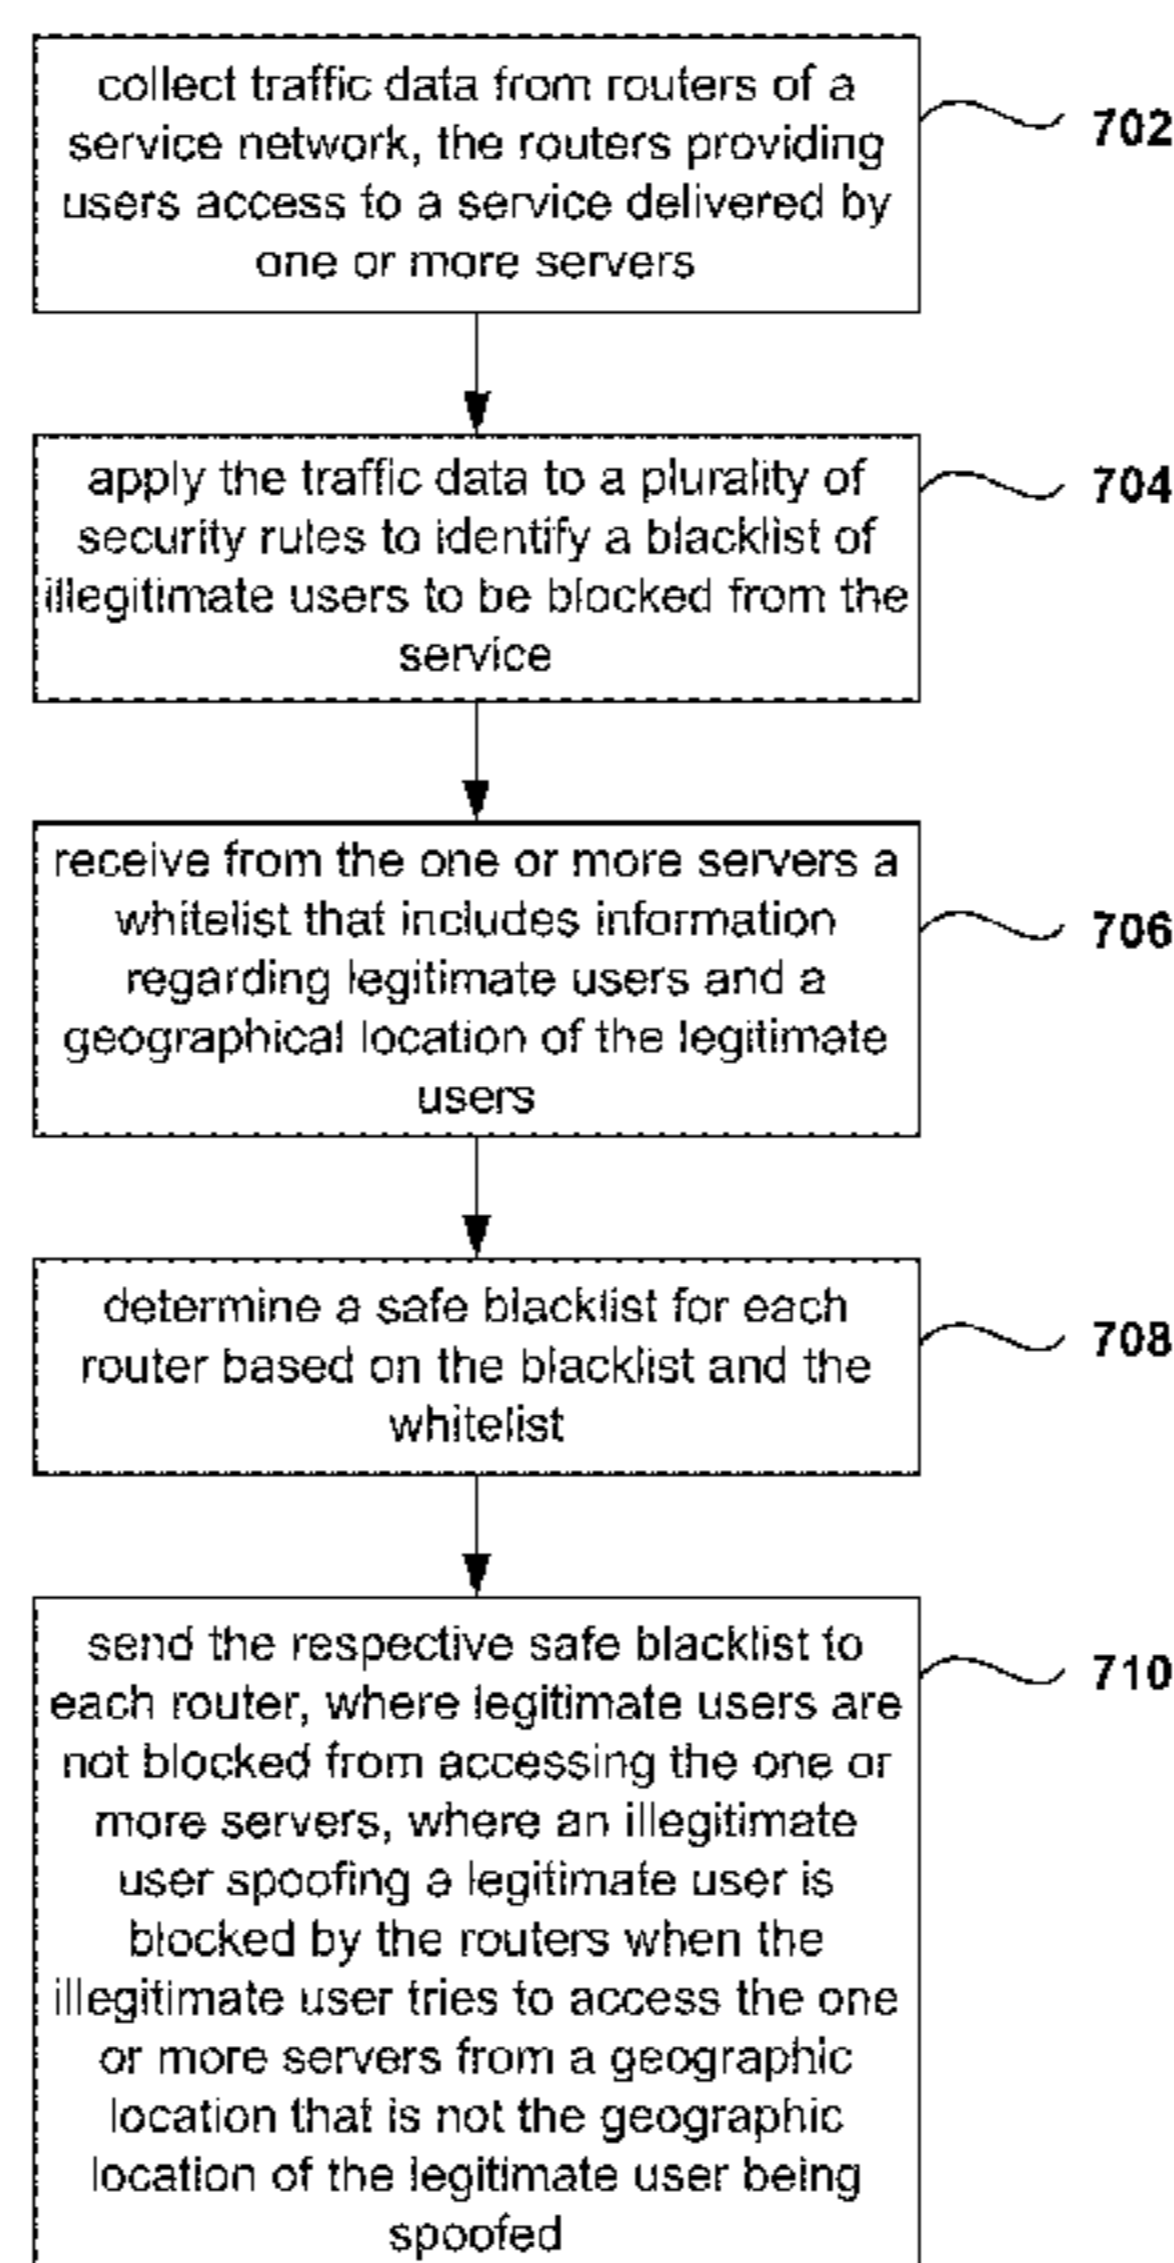 collect traffic data from routers of a
service network, the routers providing
users access to a service delivered by
one or more servers
702
apply the traffic data to a plurality of
security rules to identify a blacklist of
illegitimate users to be blocked from the
service
704
receive from the one or more servers a
whitelist that includes information
regarding legitimate users and a
geographical location of the legitimate
users
706
determine a safe blacklist for each
router based on the blacklist and the
whitelist
708
send the respective safe blacklist to
each router, where legitimate users are
not blocked from accessing the one or
more servers, where an illegitimate
user spoofing a legitimate user is
blocked by the routers when the
illegitimate user tries to access the one
or more servers from a geographic
location that is not the geographic
location of the legitimate user being
spoofed
710